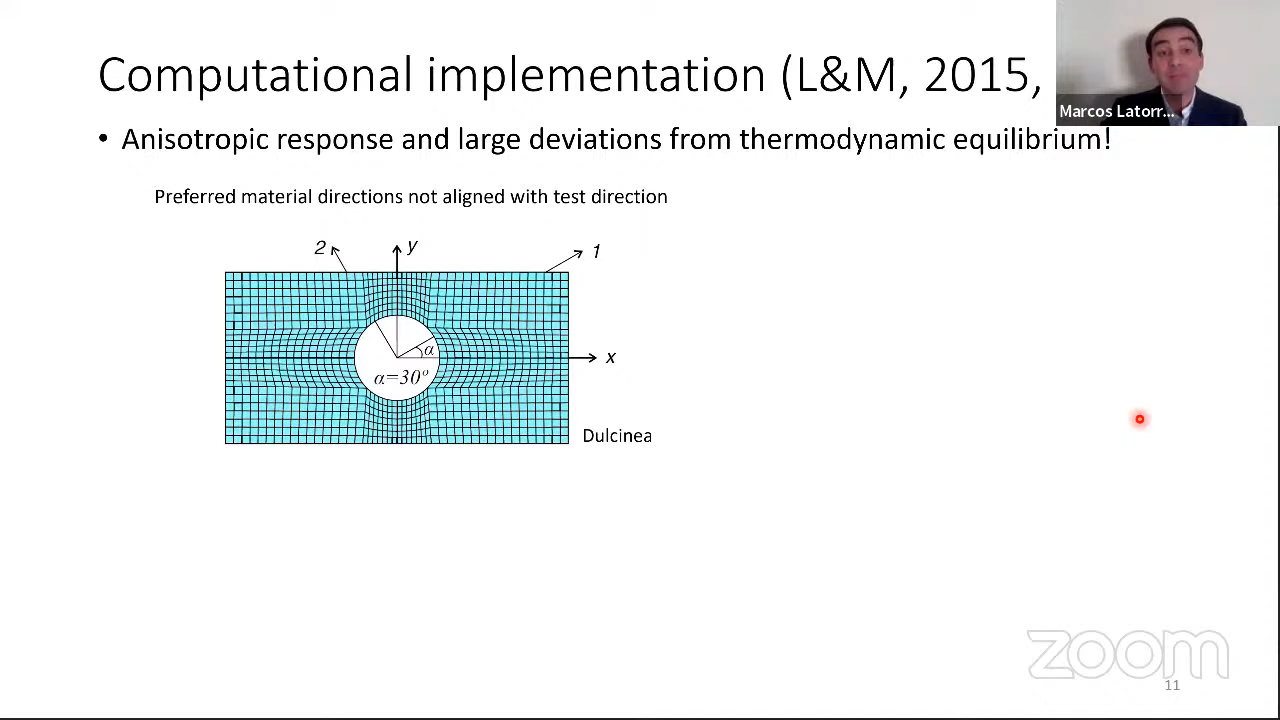 Computational implementation (L&M, 2015,
Marcos Latorr...
• Anisotropic response and large deviations from thermodynamic equilibrium!
Preferred material directions not aligned with test direction
2
y
1
α
x
α=30º
Dulcinea
zoom
11